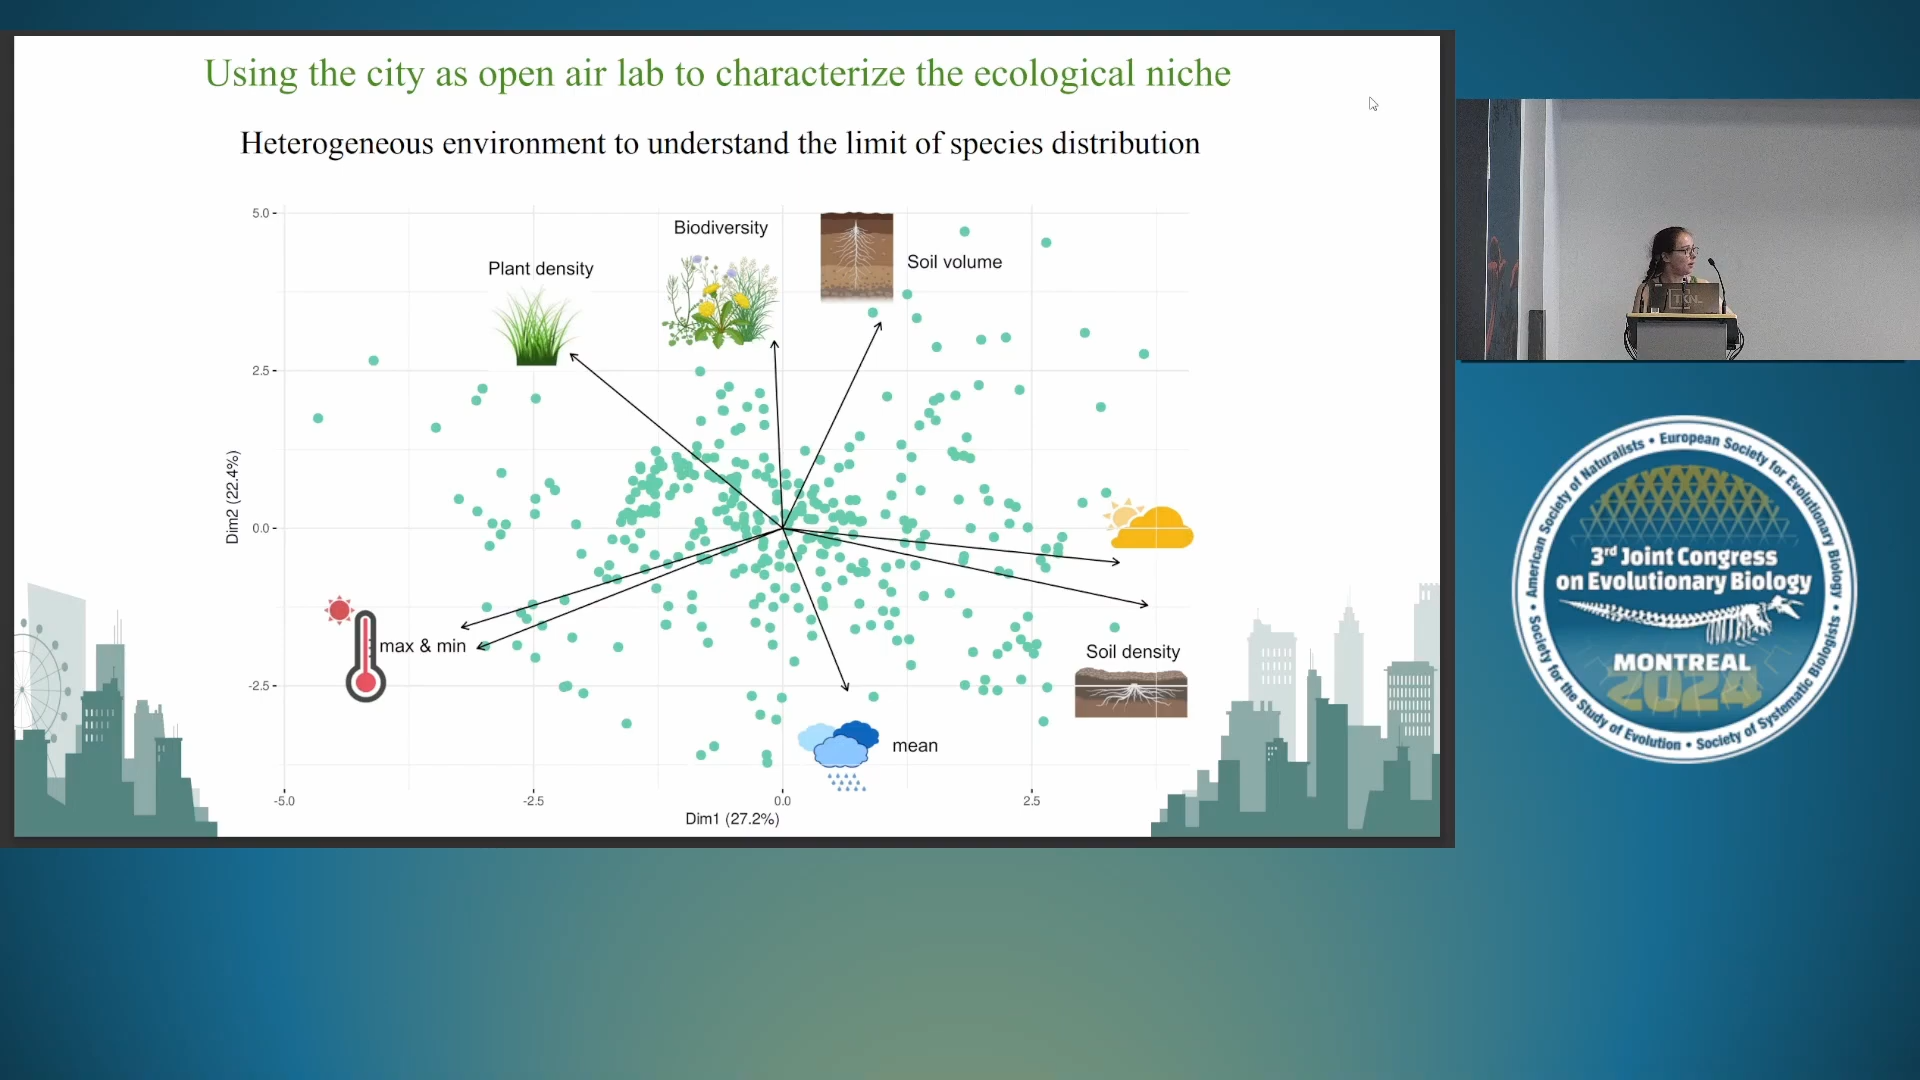 Using the city as open air lab to characterize the ecological niche
Heterogeneous environment to understand the limit of species distribution
5.0
2.5
0.0
-2.5
Dim2 (22.4%)
Biodiversity
Plant density
Soil volume
max & min
Soil density
mean
-5.0
-2.5
0.0
2.5
Dim1 (27.2%)
American Society of Naturalists • European Society for Evolutionary Biology •
Society for the Study of Evolution • Society of Systematic Biologists
3rd Joint Congress
on Evolutionary Biology
MONTREAL
2024